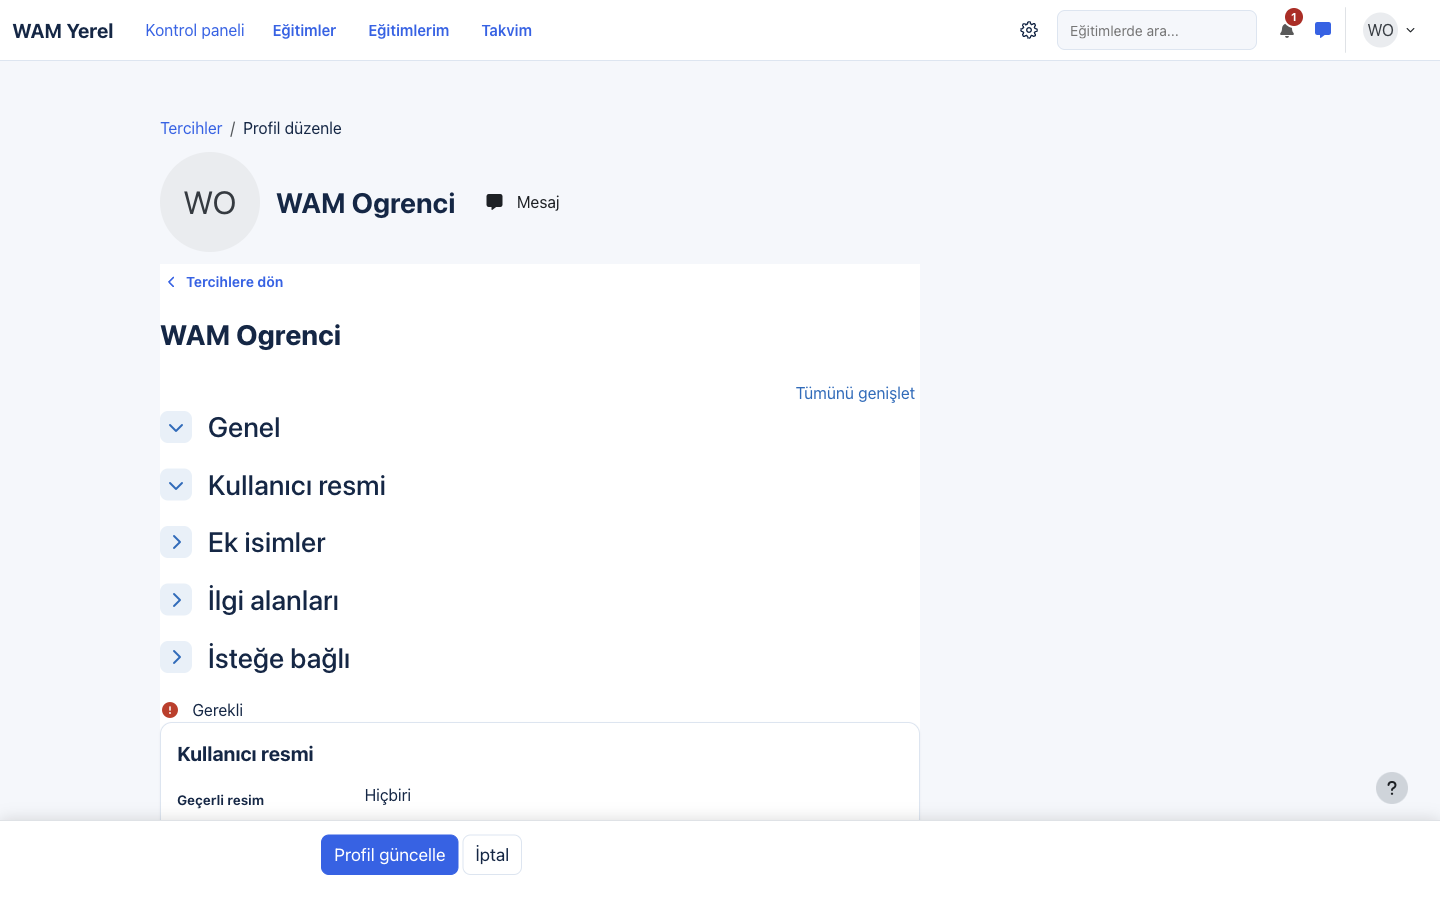 WAM Yerel
Kontrol paneli
Eğitimler
Eğitimlerim
Takvim
Eğitimlerde ara...
1
WO
Tercihler / Profil düzenle
WO
WAM Ogrenci
Mesaj
Tercihlere dön
WAM Ogrenci
Tümünü genişlet
Genel
Kullanıcı resmi
Ek isimler
İlgi alanları
İsteğe bağlı
Gerekli
Kullanıcı resmi
Geçerli resim
Hiçbiri
?
Profil güncelle
İptal